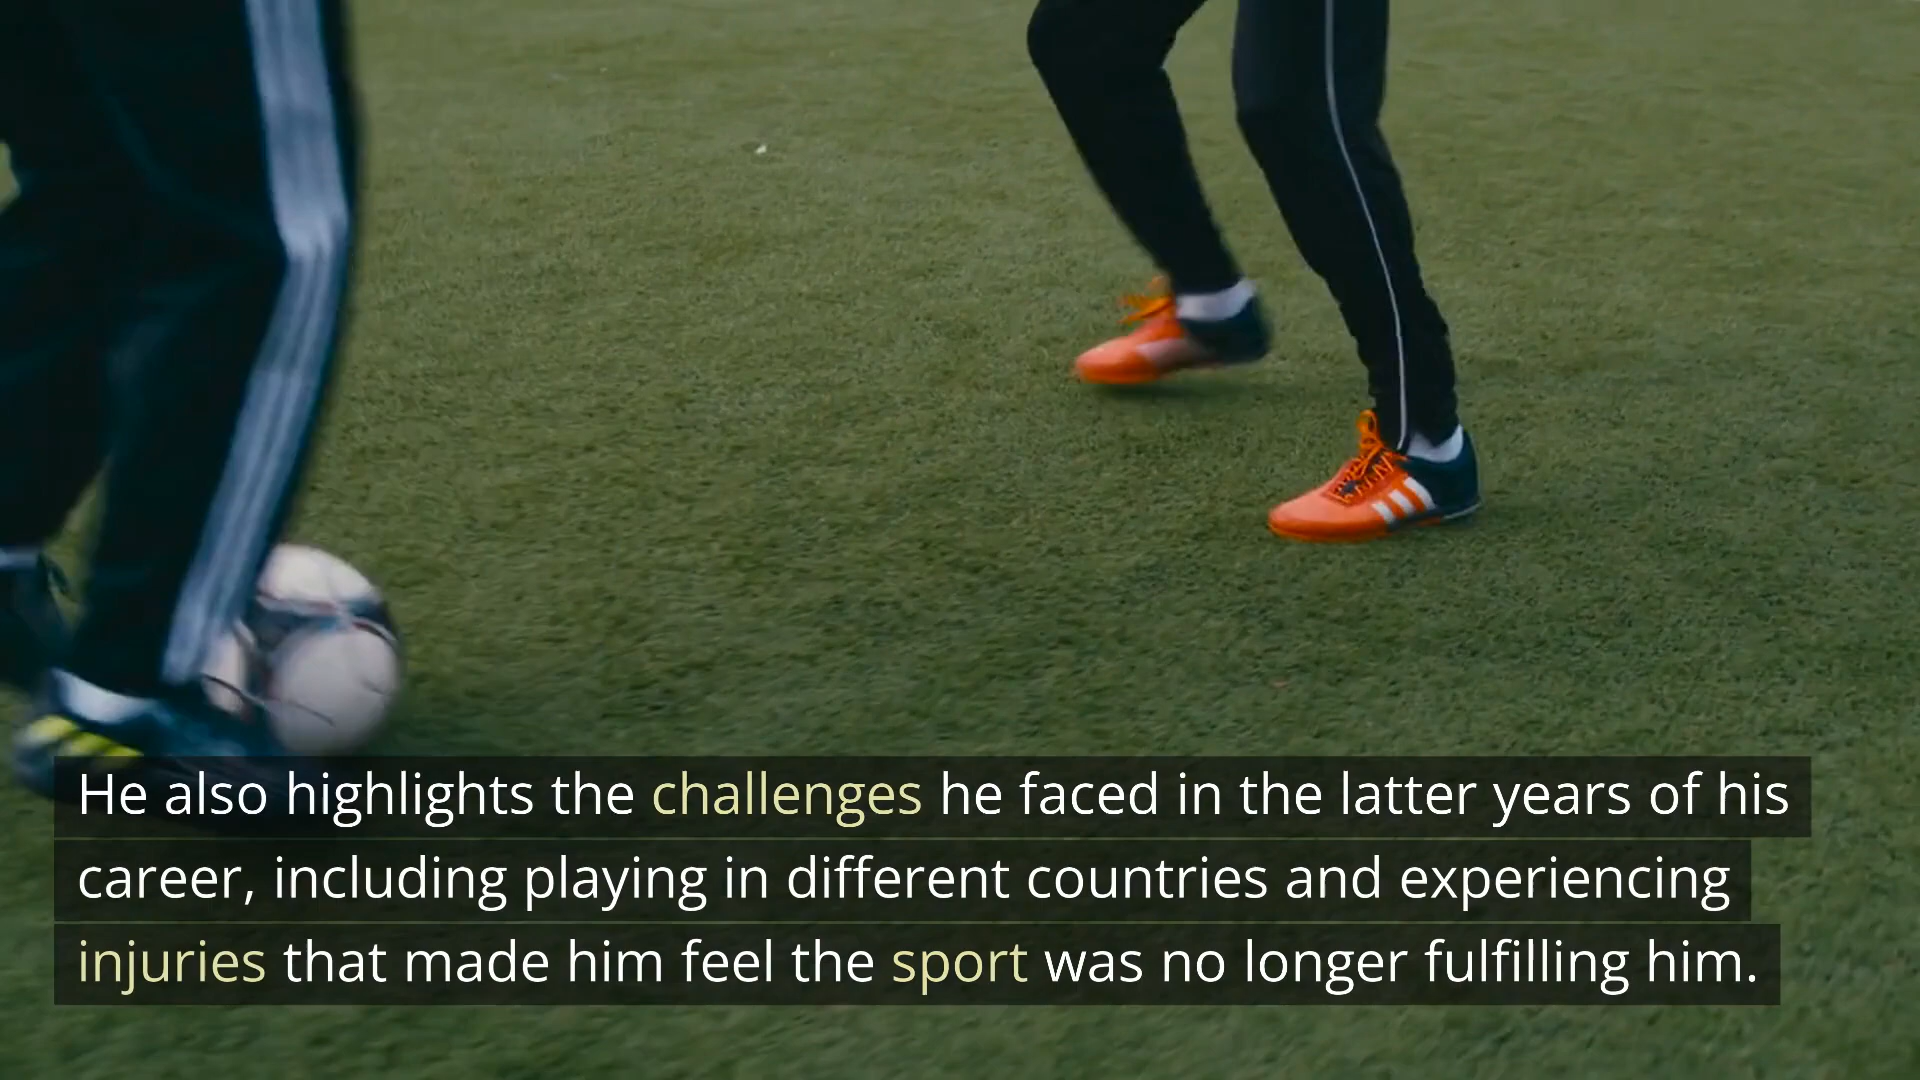 He also highlights the challenges he faced in the latter years of his
career, including playing in different countries and experiencing
injuries that made him feel the sport was no longer fulfilling him.